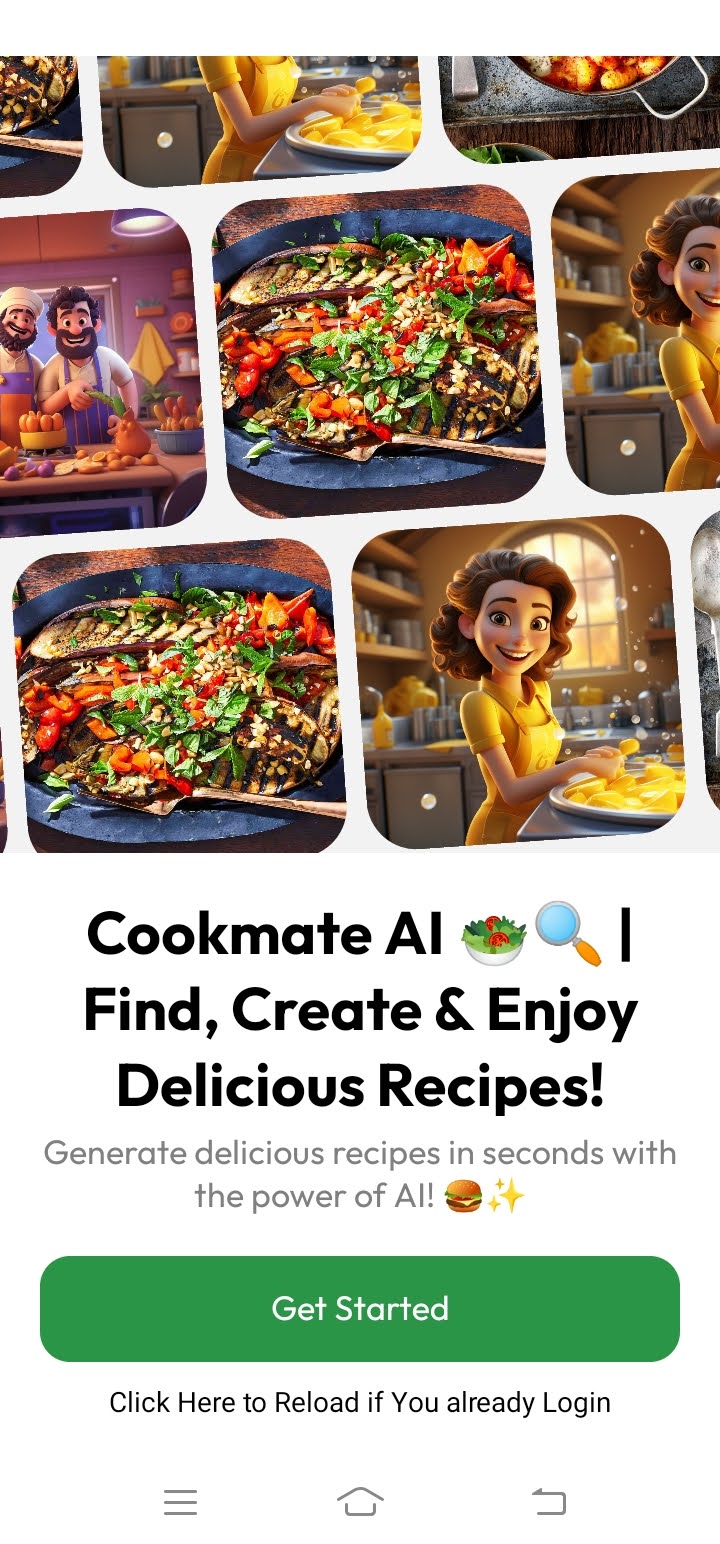 Cookmate AI 🥗🔍 |
Find, Create & Enjoy
Delicious Recipes!
Generate delicious recipes in seconds with
the power of AI! 🍔✨
Get Started
Click Here to Reload if You already Login